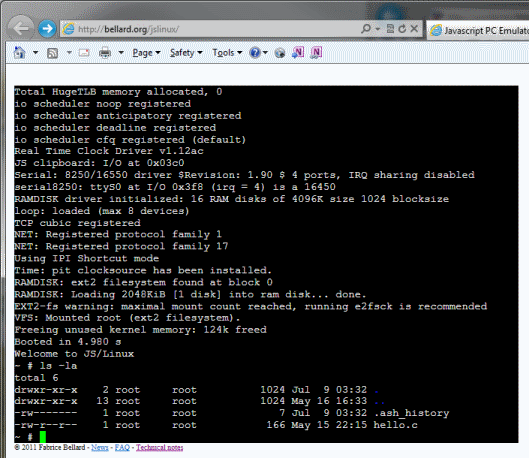 http://bellard.org/jslinux/
Javascript PC Emulato
Page Safety Tools
Total HugeTLB memory allocated, 0
io scheduler noop registered
io scheduler anticipatory registered
io scheduler deadline registered
io scheduler cfq registered (default)
Real Time Clock Driver v1.12ac
JS clipboard: I/O at 0x03c0
Serial: 8250/16550 driver $Revision: 1.90 $ 4 ports, IRQ sharing disabled
serial8250: ttyS0 at I/O 0x3f8 (irq = 4) is a 16450
RAMDISK driver initialized: 16 RAM disks of 4096K size 1024 blocksize
loop: loaded (max 8 devices)
TCP cubic registered
NET: Registered protocol family 1
NET: Registered protocol family 17
Using IPI Shortcut mode
Time: pit clocksource has been installed.
RAMDISK: ext2 filesystem found at block 0
RAMDISK: Loading 2048KiB [1 disk] into ram disk... done.
EXT2-fs warning: maximal mount count reached, running e2fsck is recommended
VFS: Mounted root (ext2 filesystem).
Freeing unused kernel memory: 124k freed
Booted in 4.980 s
Welcome to JS/Linux
~ # ls -la
total 6
drwxr-xr-x 2 root root 1024 Jul 9 03:32 .
drwxr-xr-x 13 root root 1024 May 16 16:33 ..
-rw------- 1 root root 7 Jul 9 03:32 .ash_history
-rw-r--r-- 1 root root 166 May 15 22:15 hello.c
~ #
© 2011 Fabrice Bellard - News - FAQ - Technical notes